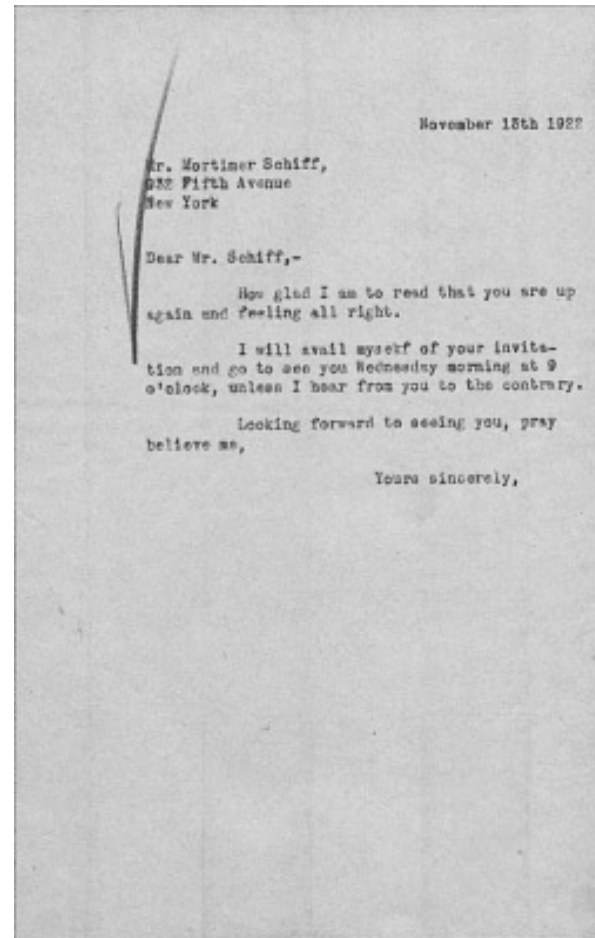 November 13th 1922
Mr. Mortimer Schiff,
932 Fifth Avenue
New York
Dear Mr. Schiff,-
How glad I am to read that you are up
again and feeling all right.
I will avail myself of your invita-
tion and go to see you Wednesday morning at 9
o'clock, unless I hear from you to the contrary.
Looking forward to seeing you, pray
believe me,
Yours sincerely,